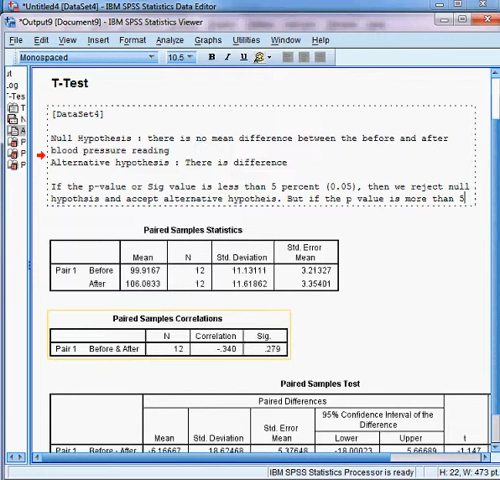 *Untitled4 [DataSet4] - IBM SPSS Statistics Data Editor
*Output9 [Document9] - IBM SPSS Statistics Viewer
File Edit View Insert Format Analyze Graphs Utilities Window Help
Monospaced 10.5 B I U
T-Test
[DataSet4]
Null Hypothesis : there is no mean difference between the before and after
blood pressure reading
Alternative hypothesis : There is difference
If the p-value or Sig value is less than 5 percent (0.05), then we reject null
hypothsis and accept alternative hypotheis. But if the p value is more than 5
Paired Samples Statistics
Mean N Std. Deviation Std. Error Mean
Pair 1 Before 99.9167 12 11.13111 3.21327
After 106.0833 12 11.61862 3.35401
Paired Samples Correlations
N Correlation Sig.
Pair 1 Before & After 12 -.340 .279
Paired Samples Test
Paired Differences
95% Confidence Interval of the Difference
Mean Std. Deviation Std. Error Mean Lower Upper t
Pair 1 Before - After -6.16667 18.62468 5.37648 -18.00023 5.66689 -1.147
IBM SPSS Statistics Processor is ready H: 22, W: 473 pt.